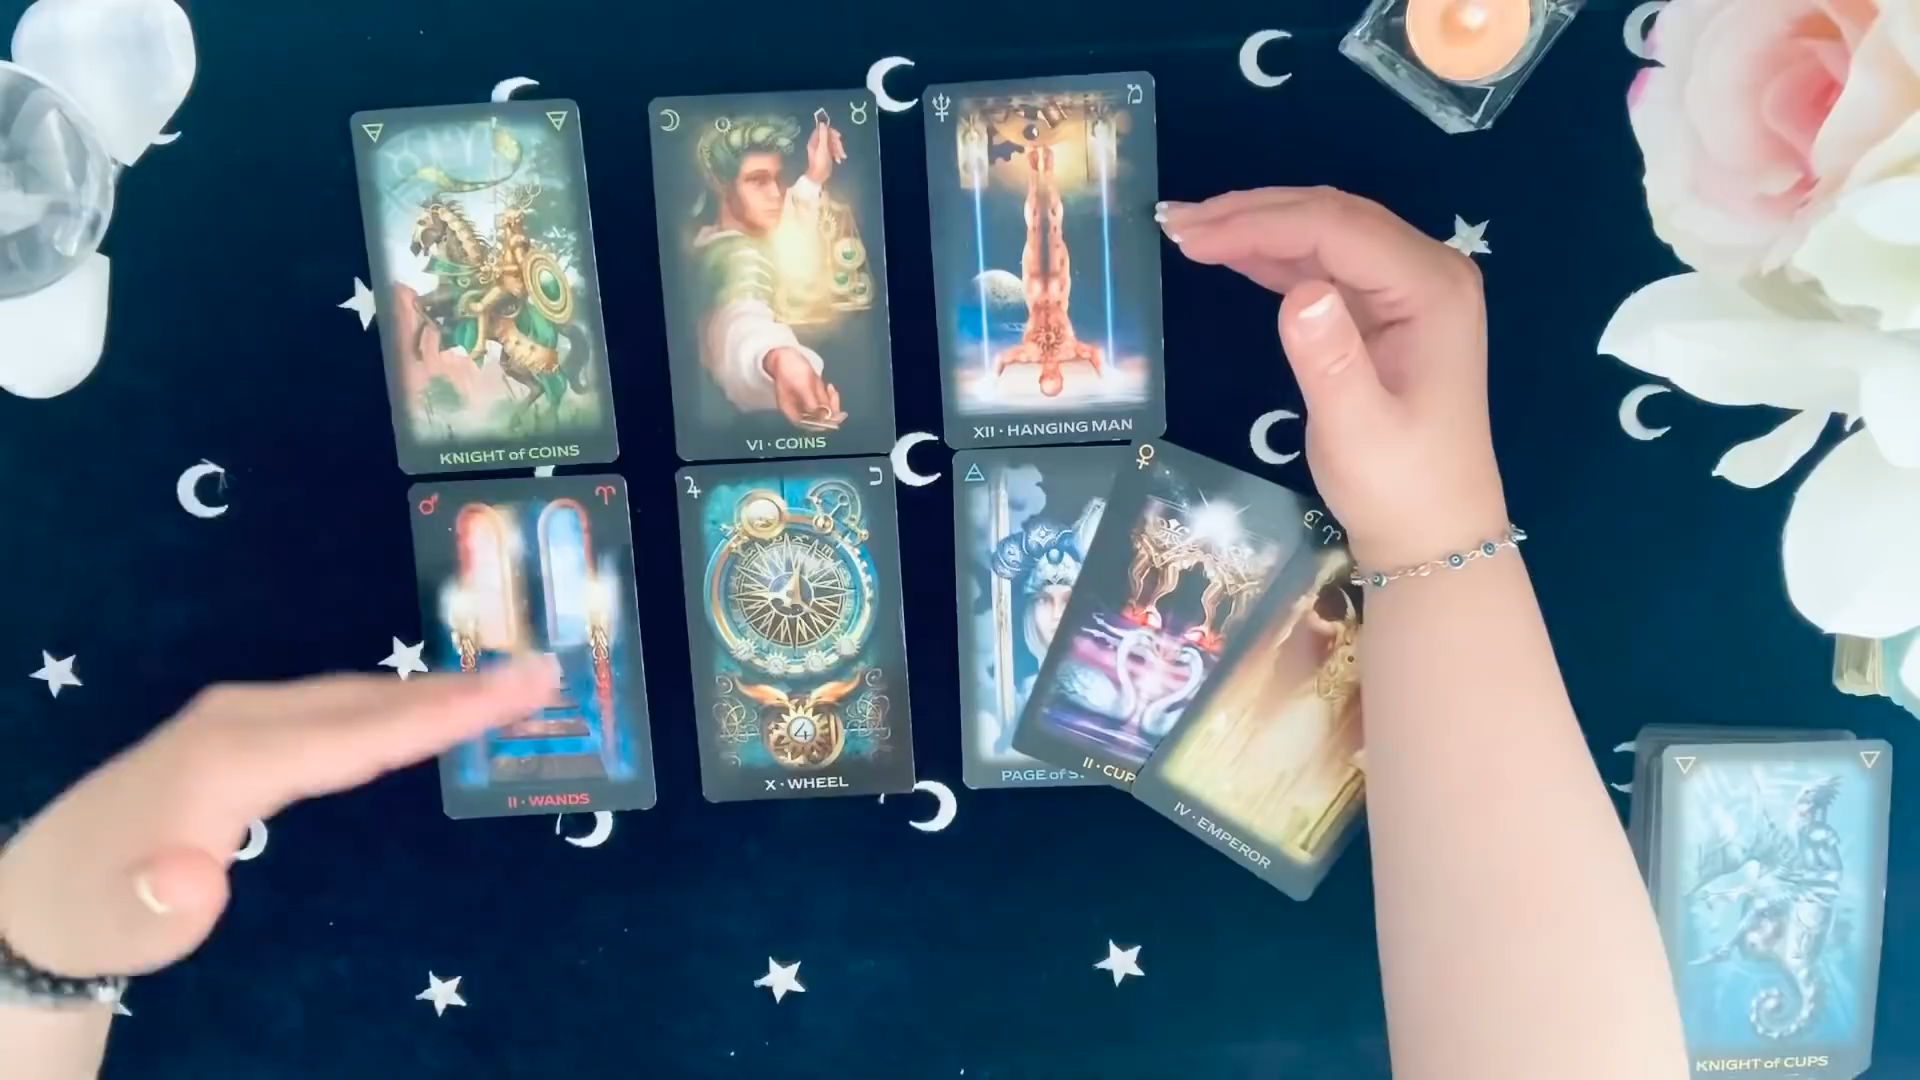 KNIGHT of COINS
VI · COINS
XII · HANGING MAN
II · WANDS
X · WHEEL
PAGE of S
II · CUP
IV · EMPEROR
KNIGHT of CUPS